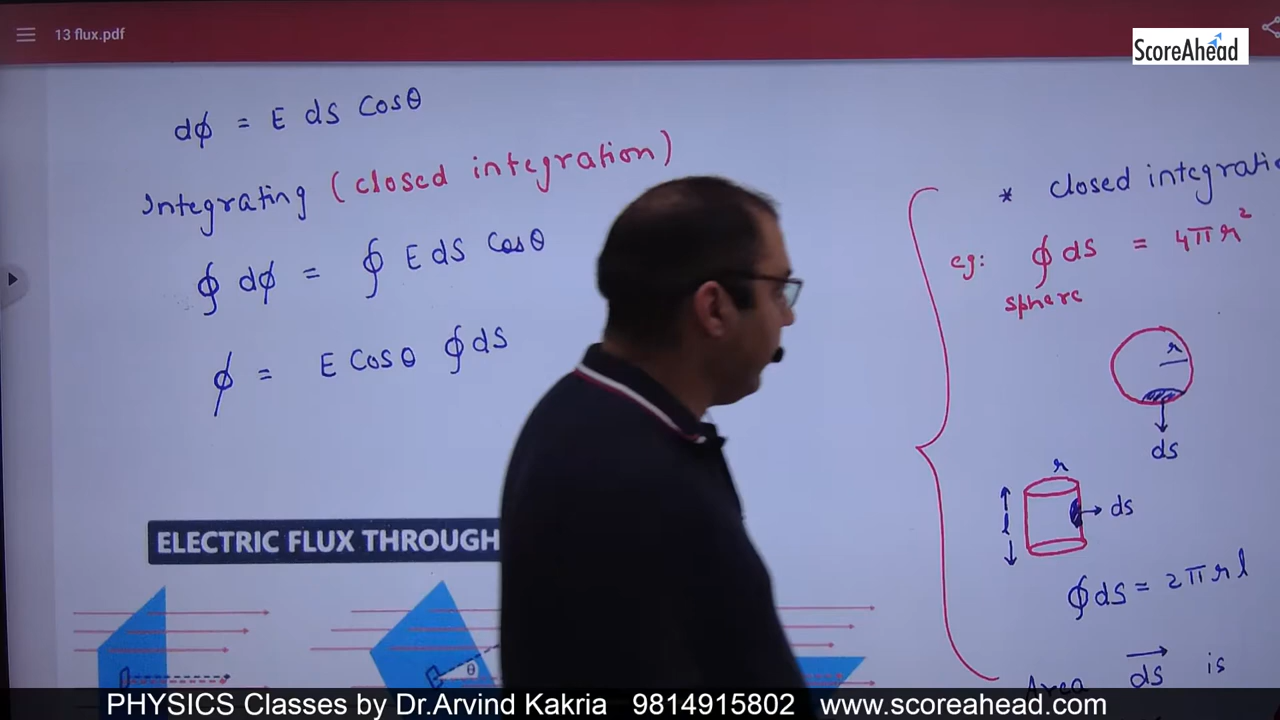 13 flux.pdf
ScoreAhead
dϕ = E ds Cosθ
Integrating (closed integration)
∮ dϕ = ∮ E ds Cosθ
ϕ = E Cosθ ∮ ds
* closed
eg: ∮ ds = 4πr²
sphere
r
ds
r
l
ds
∮ ds = 2πrl
Area ds→ is
ELECTRIC FLUX THROUGH
θ
PHYSICS Classes by Dr.Arvind Kakria 9814915802 www.scoreahead.com